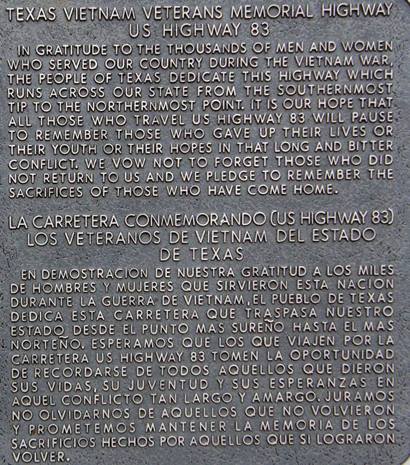 TEXAS VIETNAM VETERANS MEMORIAL HIGHWAY
US HIGHWAY 83
IN GRATITUDE TO THE THOUSANDS OF MEN AND WOMEN
WHO SERVED OUR COUNTRY DURING THE VIETNAM WAR,
THE PEOPLE OF TEXAS DEDICATE THIS HIGHWAY WHICH
RUNS ACROSS OUR STATE FROM THE SOUTHERNMOST
TIP TO THE NORTHERNMOST POINT. IT IS OUR HOPE THAT
ALL THOSE WHO TRAVEL US HIGHWAY 83 WILL PAUSE
TO REMEMBER THOSE WHO GAVE UP THEIR LIVES OR
THEIR YOUTH OR THEIR HOPES IN THAT LONG AND BITTER
CONFLICT. WE VOW NOT TO FORGET THOSE WHO DID
NOT RETURN TO US AND WE PLEDGE TO REMEMBER THE
SACRIFICES OF THOSE WHO HAVE COME HOME.
LA CARRETERA CONMEMORANDO (US HIGHWAY 83)
LOS VETERANOS DE VIETNAM DEL ESTADO
DE TEXAS
EN DEMOSTRACION DE NUESTRA GRATITUD A LOS MILES
DE HOMBRES Y MUJERES QUE SIRVIERON ESTA NACION
DURANTE LA GUERRA DE VIETNAM, EL PUEBLO DE TEXAS
DEDICA ESTA CARRETERA QUE TRASPASA NUESTRO
ESTADO DESDE EL PUNTO MAS SUREÑO HASTA EL MAS
NORTEÑO. ESPERAMOS QUE LOS QUE VIAJEN POR LA
CARRETERA US HIGHWAY 83 TOMEN LA OPORTUNIDAD
DE RECORDARSE DE TODOS AQUELLOS QUE DIERON
SUS VIDAS, SU JUVENTUD Y SUS ESPERANZAS EN
AQUEL CONFLICTO TAN LARGO Y AMARGO. JURAMOS
NO OLVIDARNOS DE AQUELLOS QUE NO VOLVIERON
Y PROMETEMOS MANTENER LA MEMORIA DE LOS
SACRIFICIOS HECHOS POR AQUELLOS QUE SI LOGRARON
VOLVER.